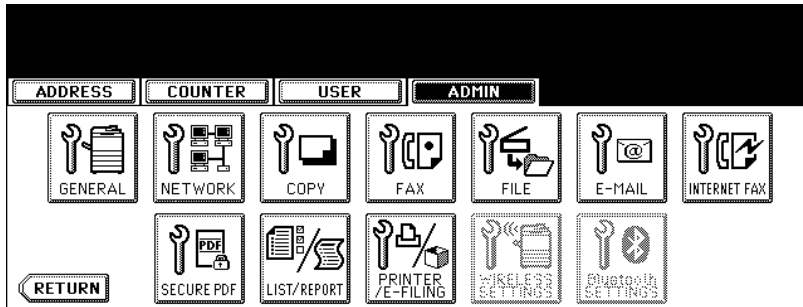 ADDRESS COUNTER USER ADMIN
GENERAL NETWORK COPY FAX FILE E-MAIL INTERNET FAX
@
PDF
SECURE PDF LIST/REPORT PRINTER
/E-FILING WIRELESS
SETTINGS Bluetooth
SETTINGS
RETURN